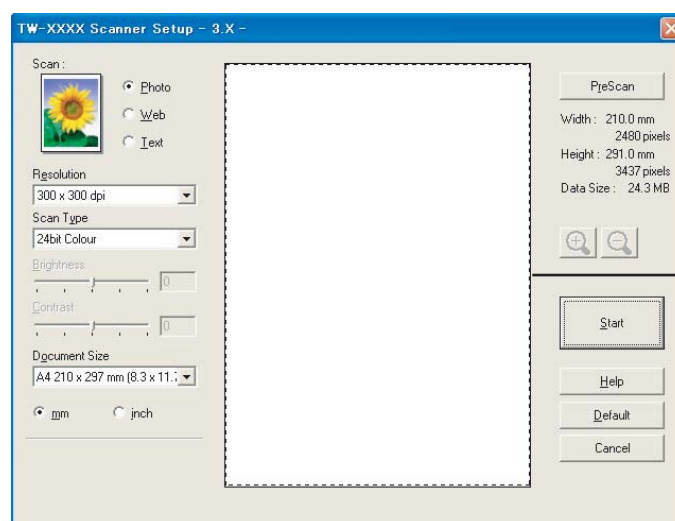 TW-XXXX Scanner Setup - 3.X -
Scan :
Photo
Web
Text
Resolution
300 x 300 dpi
Scan Type
24bit Colour
Brightness
0
Contrast
0
Document Size
A4 210 x 297 mm (8.3 x 11.7
mm
inch
PreScan
Width : 210.0 mm
2480 pixels
Height : 291.0 mm
3437 pixels
Data Size : 24.3 MB
Start
Help
Default
Cancel